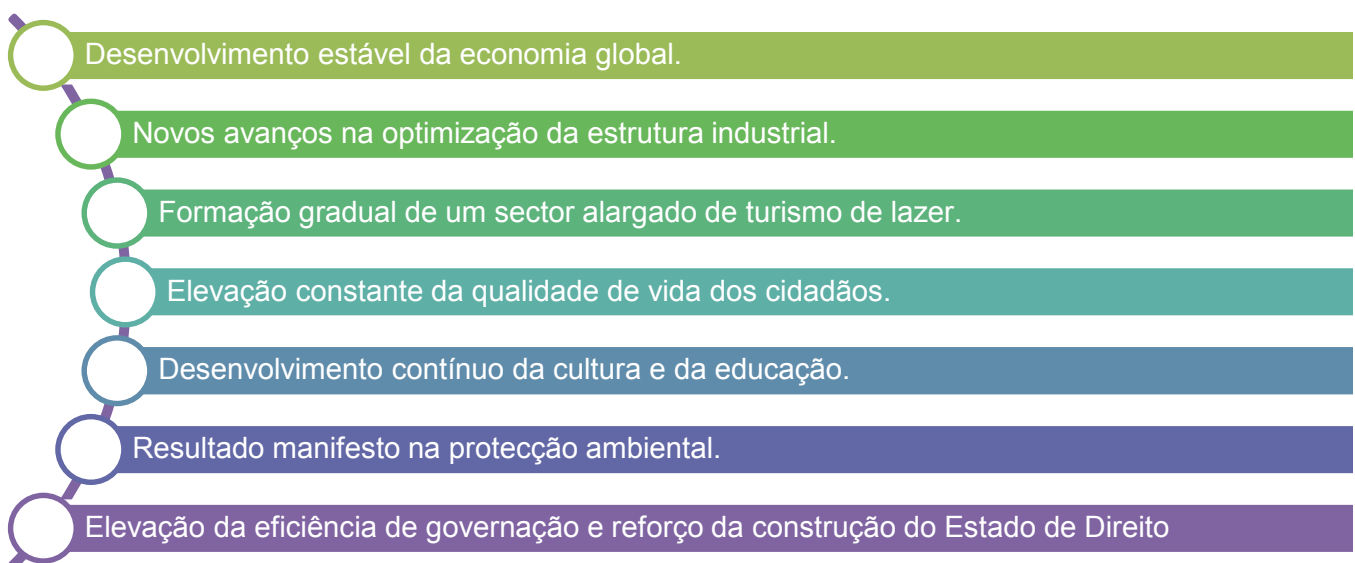 Desenvolvimento estável da economia global.
Novos avanços na optimização da estrutura industrial.
Formação gradual de um sector alargado de turismo de lazer.
Elevação constante da qualidade de vida dos cidadãos.
Desenvolvimento contínuo da cultura e da educação.
Resultado manifesto na protecção ambiental.
Elevação da eficiência de governação e reforço da construção do Estado de Direito